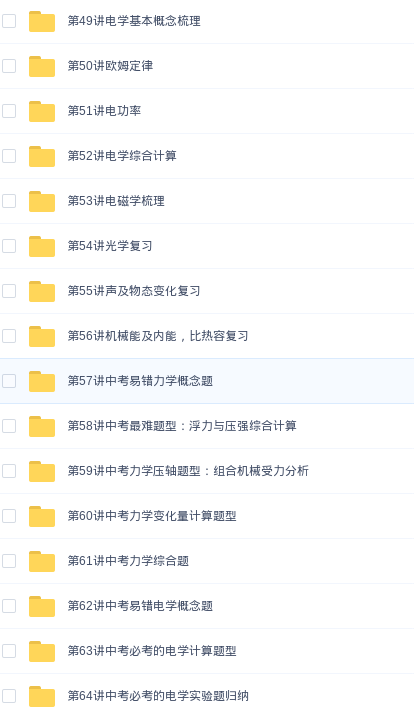 第49讲电学基本概念梳理
第50讲欧姆定律
第51讲电功率
第52讲电学综合计算
第53讲电磁学梳理
第54讲光学复习
第55讲声及物态变化复习
第56讲机械能及内能，比热容复习
第57讲中考易错力学概念题
第58讲中考最难题型：浮力与压强综合计算
第59讲中考力学压轴题型：组合机械受力分析
第60讲中考力学变化量计算题型
第61讲中考力学综合题
第62讲中考易错电学概念题
第63讲中考必考的电学计算题型
第64讲中考必考的电学实验题归纳